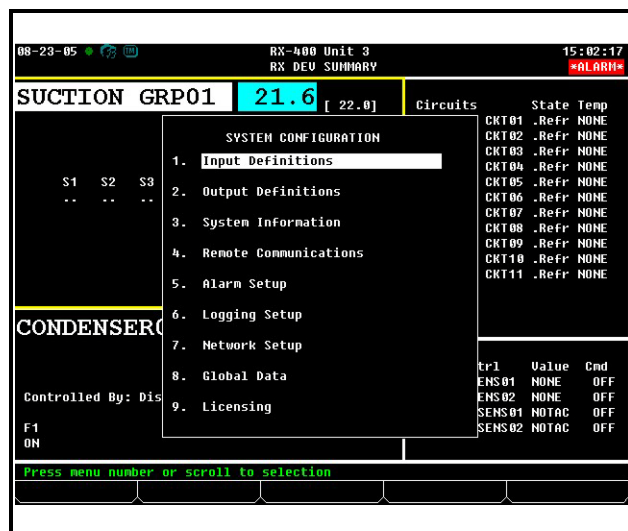 08-23-05 RX-400 Unit 3 15:02:17
RX DEV SUMMARY *ALARM*
SUCTION GRP01 21.6 [ 22.0]
S1 S2 S3
.. .. ..
CONDENSER
Controlled By: Dis
F1
ON
SYSTEM CONFIGURATION
1. Input Definitions
2. Output Definitions
3. System Information
4. Remote Communications
5. Alarm Setup
6. Logging Setup
7. Network Setup
8. Global Data
9. Licensing
Circuits State Temp
CKT01 .Refr NONE
CKT02 .Refr NONE
CKT03 .Refr NONE
CKT04 .Refr NONE
CKT05 .Refr NONE
CKT06 .Refr NONE
CKT07 .Refr NONE
CKT08 .Refr NONE
CKT09 .Refr NONE
CKT10 .Refr NONE
CKT11 .Refr NONE
trl Value Cmd
ENS01 NONE OFF
ENS02 NONE OFF
SENS01 NOTAC OFF
SENS02 NOTAC OFF
Press menu number or scroll to selection